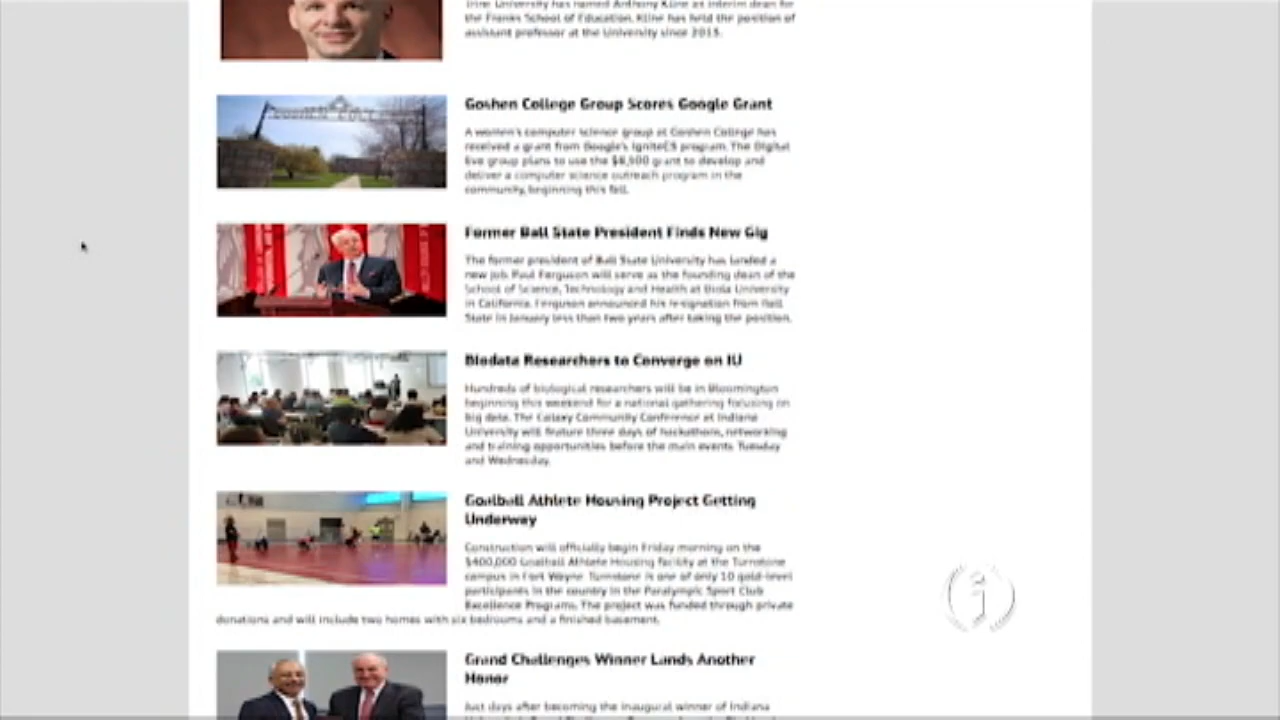 Trine University has named Anthony Kline as interim dean for
the Franks School of Education. Kline has held the position of
assistant professor at the University since 2015.
Goshen College Group Scores Google Grant
A women's computer science group at Goshen College has
received a grant from Google's IgniteCS program. The Digital
Eve group plans to use the $8,500 grant to develop and
deliver a computer science outreach program in the
community, beginning this fall.
Former Ball State President Finds New Gig
The former president of Ball State University has landed a
new job. Paul Ferguson will serve as the founding dean of the
School of Science, Technology and Health at Biola University
in California. Ferguson announced his resignation from Ball
State in January less than two years after taking the position.
Biodata Researchers to Converge on IU
Hundreds of biological researchers will be in Bloomington
beginning this weekend for a national gathering focusing on
big data. The Galaxy Community Conference at Indiana
University will feature three days of hackathons, networking
and training opportunities before the main events Tuesday
and Wednesday.
Goalball Athlete Housing Project Getting
Underway
Construction will officially begin Friday morning on the
$400,000 Goalball Athlete Housing facility at the Turnstone
campus in Fort Wayne. Turnstone is one of only 10 gold-level
participants in the country in the Paralympic Sport Club
Excellence Programs. The project was funded through private
donations and will include two homes with six bedrooms and a finished basement.
Grand Challenges Winner Lands Another
Honor
Just days after becoming the inaugural winner of Indiana
i